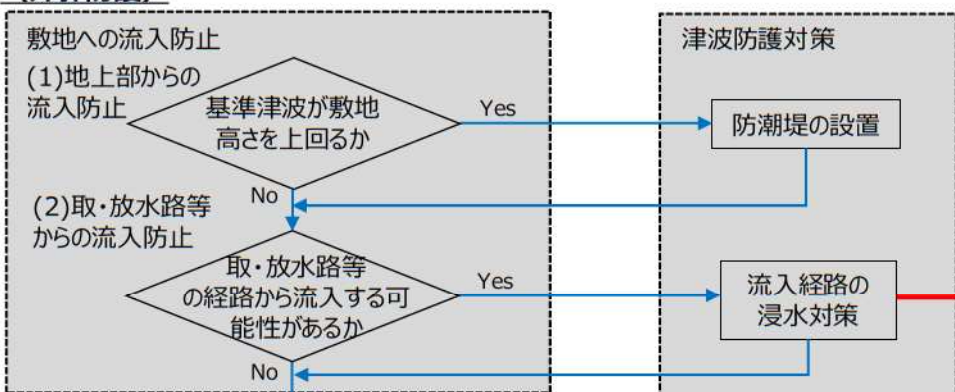 敷地への流入防止
(1)地上部からの
流入防止
基準津波が敷地
高さを上回るか
Yes
No
(2)取・放水路等
からの流入防止
取・放水路等
の経路から流入する可
能性があるか
Yes
No
津波防護対策
防潮堤の設置
流入経路の
浸水対策